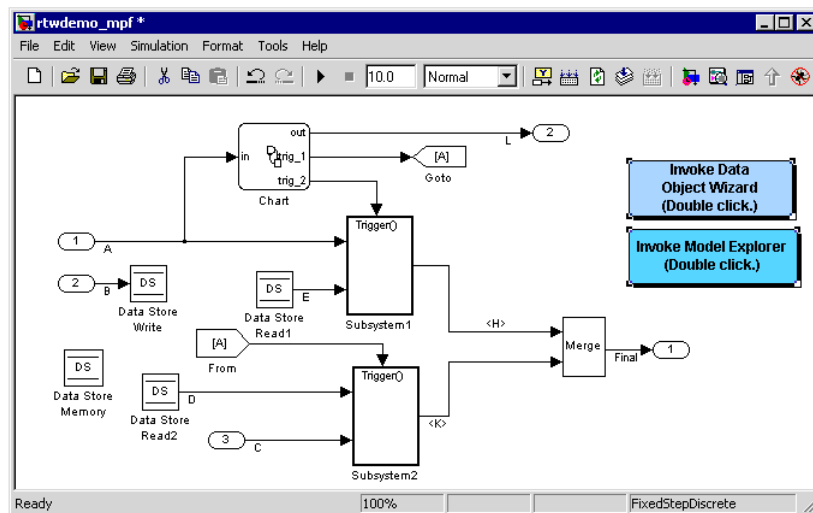 rtwdemo_mpf *
File Edit View Simulation Format Tools Help
10.0 Normal
out
in trig_1
trig_2
Chart
L
2
[A]
Goto
Invoke Data
Object Wizard
(Double click.)
Invoke Model Explorer
(Double click.)
1
A
Trigger()
2
B
DS
Data Store
Write
DS
E
Data Store
Read1
Subsystem1
<H>
[A]
From
Merge
Final
1
DS
Data Store
Memory
DS
D
Data Store
Read2
Trigger()
<K>
3
C
Subsystem2
Ready 100% FixedStepDiscrete